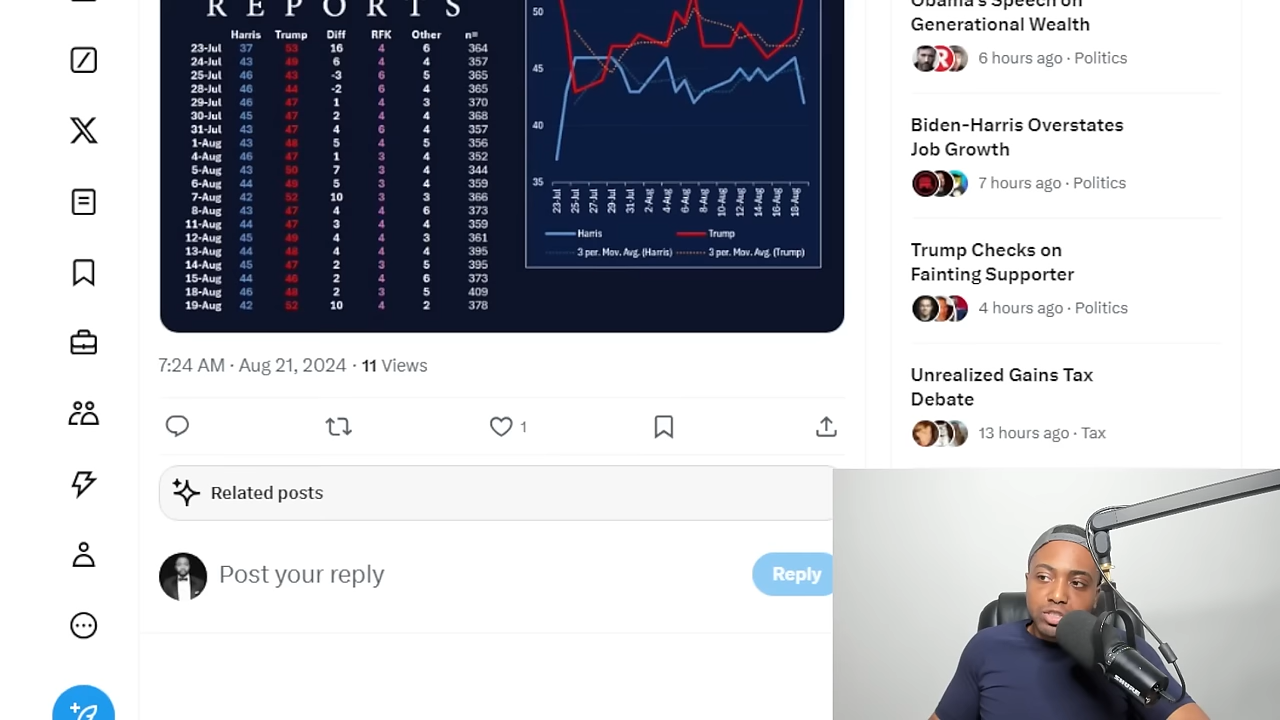 REPORTS
Harris Trump Diff RFK Other n=
23-Jul 37 53 16 4 6 364
24-Jul 43 49 6 4 4 357
25-Jul 46 43 -3 6 5 365
28-Jul 46 44 -2 6 4 365
29-Jul 46 47 1 4 3 370
30-Jul 45 47 2 4 4 368
31-Jul 43 47 4 6 4 357
1-Aug 43 48 5 4 5 356
4-Aug 46 47 1 3 4 352
5-Aug 43 50 7 3 4 344
6-Aug 44 49 5 3 4 359
7-Aug 42 52 10 3 3 366
8-Aug 43 47 4 4 6 373
11-Aug 44 47 3 4 4 359
12-Aug 45 49 4 4 3 361
13-Aug 44 48 4 4 4 395
14-Aug 45 47 2 3 5 395
15-Aug 44 46 2 4 6 373
18-Aug 46 48 2 3 5 409
19-Aug 42 52 10 4 2 378
50
45
40
35
23-Jul 25-Jul 27-Jul 29-Jul 31-Jul 2-Aug 4-Aug 6-Aug 8-Aug 10-Aug 12-Aug 14-Aug 16-Aug 18-Aug
Harris Trump
3 per. Mov. Avg. (Harris) 3 per. Mov. Avg. (Trump)
7:24 AM · Aug 21, 2024 · 11 Views
1
Related posts
Post your reply
Reply
Obama's Speech on
Generational Wealth
6 hours ago · Politics
Biden-Harris Overstates
Job Growth
7 hours ago · Politics
Trump Checks on
Fainting Supporter
4 hours ago · Politics
Unrealized Gains Tax
Debate
13 hours ago · Tax
SHURE